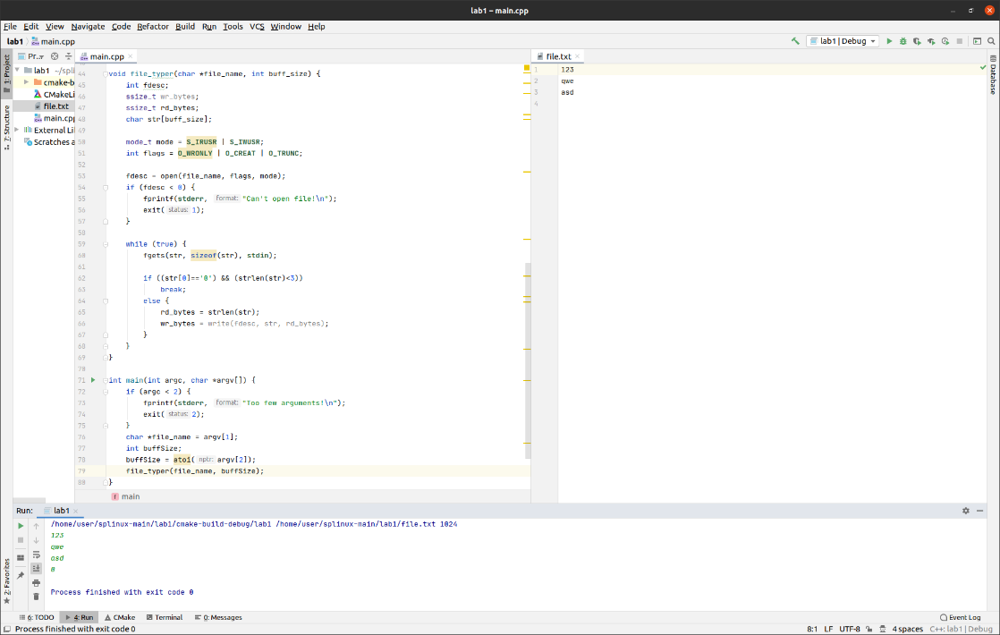 lab1 – main.cpp
File Edit View Navigate Code Refactor Build Run Tools VCS Window Help
lab1 main.cpp lab1 | Debug
1: Project
Pr..
main.cpp
file.txt
lab1 ~/spl
cmake-b
CMakeLi
file.txt
main.cpp
External Li
Scratches a
7: Structure
2: Favorites
Database
44 void file_typer(char *file_name, int buff_size) {
45 int fdesc;
46 ssize_t wr_bytes;
47 ssize_t rd_bytes;
48 char str[buff_size];
49
50 mode_t mode = S_IRUSR | S_IWUSR;
51 int flags = O_WRONLY | O_CREAT | O_TRUNC;
52
53 fdesc = open(file_name, flags, mode);
54 if (fdesc < 0) {
55 fprintf(stderr, format: "Can't open file!\n");
56 exit( status: 1);
57 }
58
59 while (true) {
60 fgets(str, sizeof(str), stdin);
61
62 if ((str[0]=='0') && (strlen(str)<3))
63 break;
64 else {
65 rd_bytes = strlen(str);
66 wr_bytes = write(fdesc, str, rd_bytes);
67 }
68 }
69 }
70
71 int main(int argc, char *argv[]) {
72 if (argc < 2) {
73 fprintf(stderr, format: "Too few arguments!\n");
74 exit( status: 2);
75 }
76 char *file_name = argv[1];
77 int buffSize;
78 buffSize = atoi( nptr: argv[2]);
79 file_typer(file_name, buffSize);
80 }
f main
1 123
2 qwe
3 asd
4
Run: lab1
/home/user/splinux-main/lab1/cmake-build-debug/lab1 /home/user/splinux-main/lab1/file.txt 1024
123
qwe
asd
0
Process finished with exit code 0
6: TODO 4: Run CMake Terminal 0: Messages Event Log
Process finished with exit code 0 8:1 LF UTF-8 4 spaces C++: lab1 | Debug